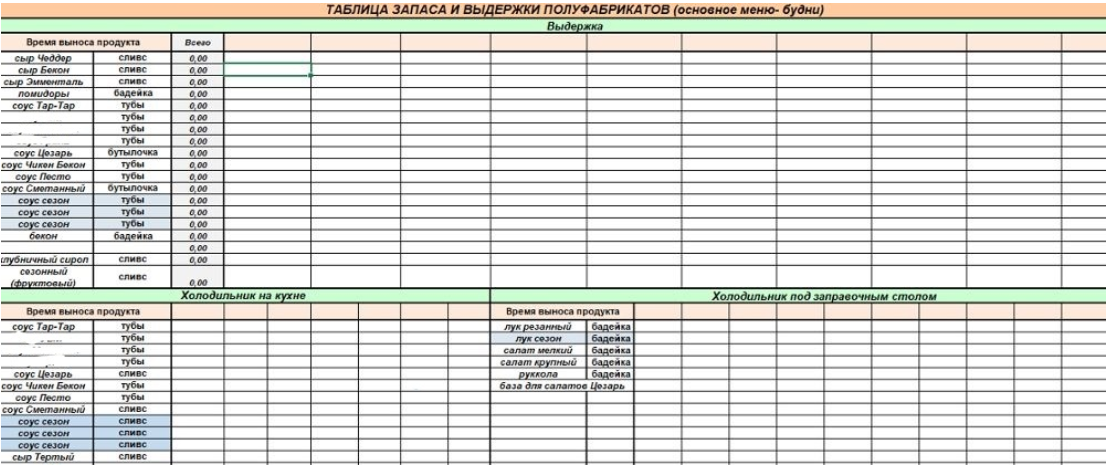 ТАБЛИЦА ЗАПАСА И ВЫДЕРЖКИ ПОЛУФАБРИКАТОВ (основное меню- будни)
Выдержка
Время выноса продукта Всего
сыр Чеддер сливс 0,00
сыр Бекон сливс 0,00
сыр Эмменталь сливс 0,00
помидоры бадейка 0,00
соус Тар-Тар тубы 0,00
тубы 0,00
тубы 0,00
тубы 0,00
соус Цезарь бутылочка 0,00
соус Чикен Бекон тубы 0,00
соус Песто тубы 0,00
соус Сметанный бутылочка 0,00
соус сезон тубы 0,00
соус сезон тубы 0,00
соус сезон тубы 0,00
бекон бадейка 0,00
0,00
лубничный сироп сливс 0,00
сезонный
(фруктовый) сливс 0,00
Холодильник на кухне Холодильник под заправочным столом
Время выноса продукта Время выноса продукта
соус Тар-Тар тубы лук резанный бадейка
тубы лук сезон бадейка
тубы салат мелкий бадейка
тубы салат крупный бадейка
соус Цезарь сливс руккола бадейка
соус Чикен Бекон тубы база для салатов Цезарь
соус Песто тубы
соус Сметанный сливс
соус сезон сливс
соус сезон сливс
соус сезон сливс
сыр Тертый сливс